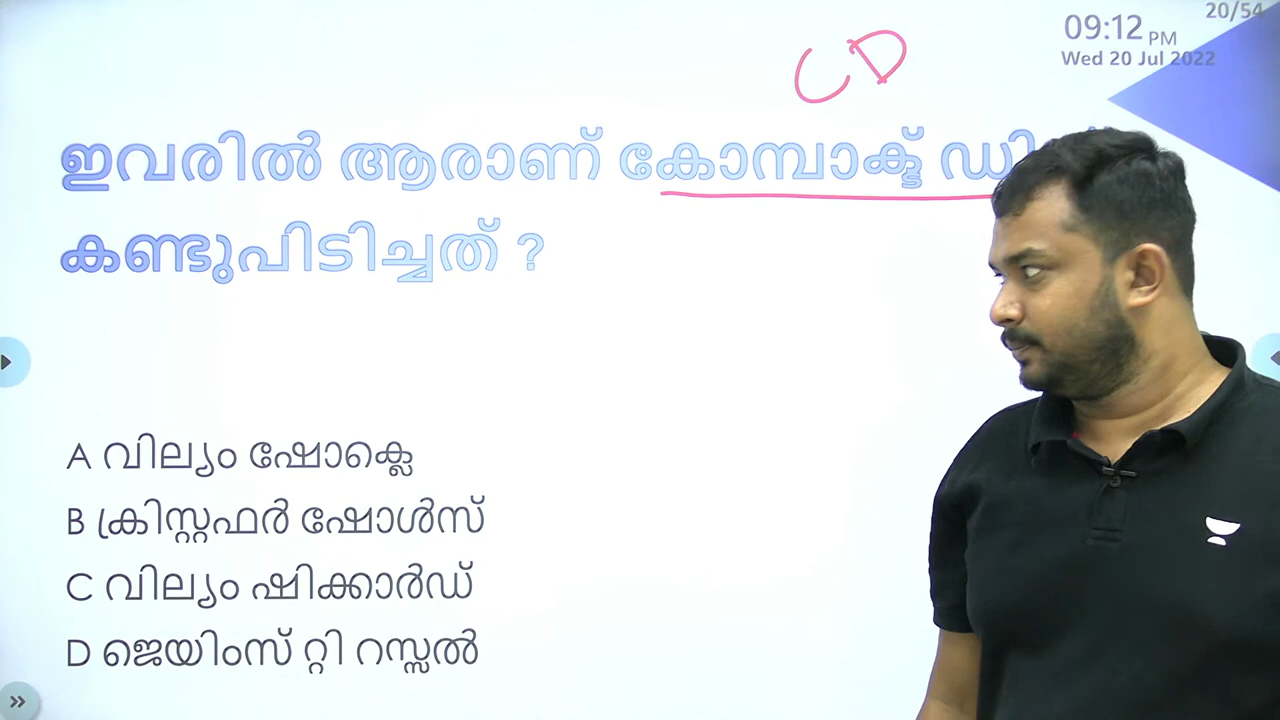 20/54
09:12 PM
Wed 20 Jul 2022
CD
ഇവരിൽ ആരാണ് കോമ്പാക്ട്
കണ്ടുപിടിച്ചത് ?
A വില്യം ഷോക്ലെ
B ക്രിസ്റ്റഫർ ഷോൾസ്
C വില്യം ഷിക്കാർഡ്
D ജെയിംസ് റ്റി റസ്സൽ